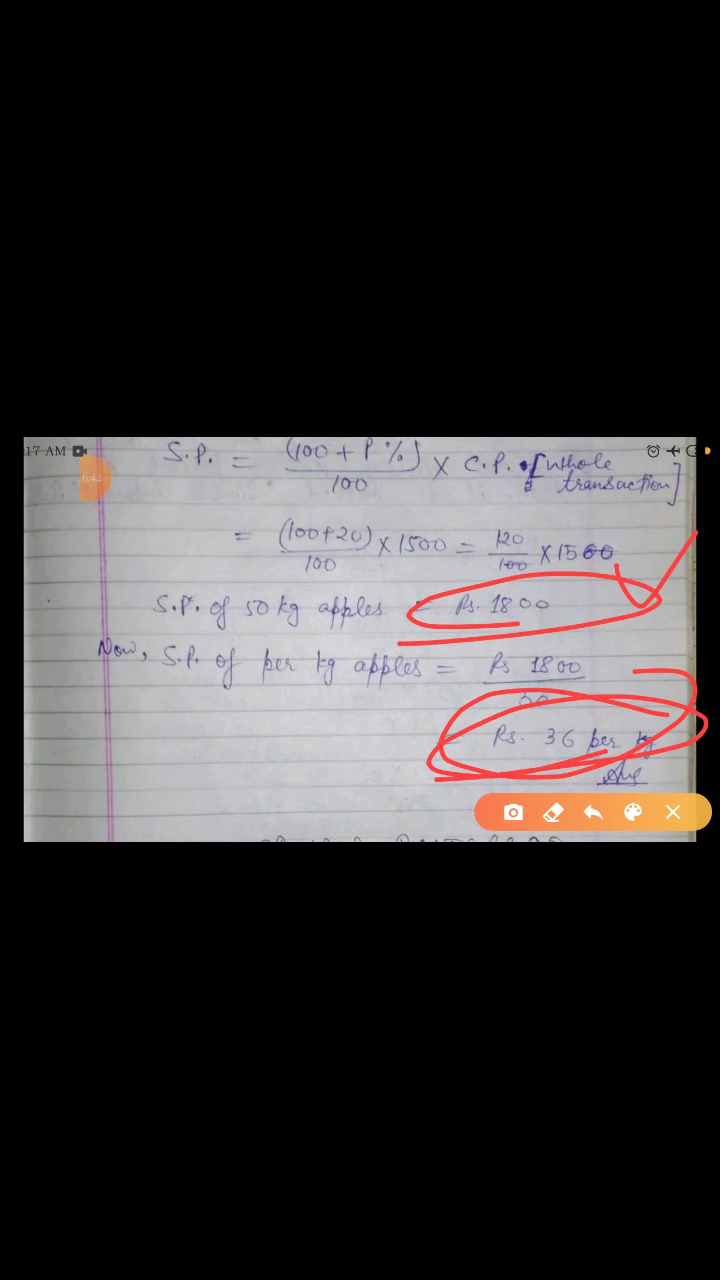 :17 AM
S.P. = (100 + P%)/100 × C.P. of [whole transaction]
= (100+20)/100 × 1500 = 120/100 × 1500
S.P. of 50 kg apples = Rs. 1800
Now, S.P. of per kg apples = Rs 1800/50
= Rs. 36 per kg
Ans